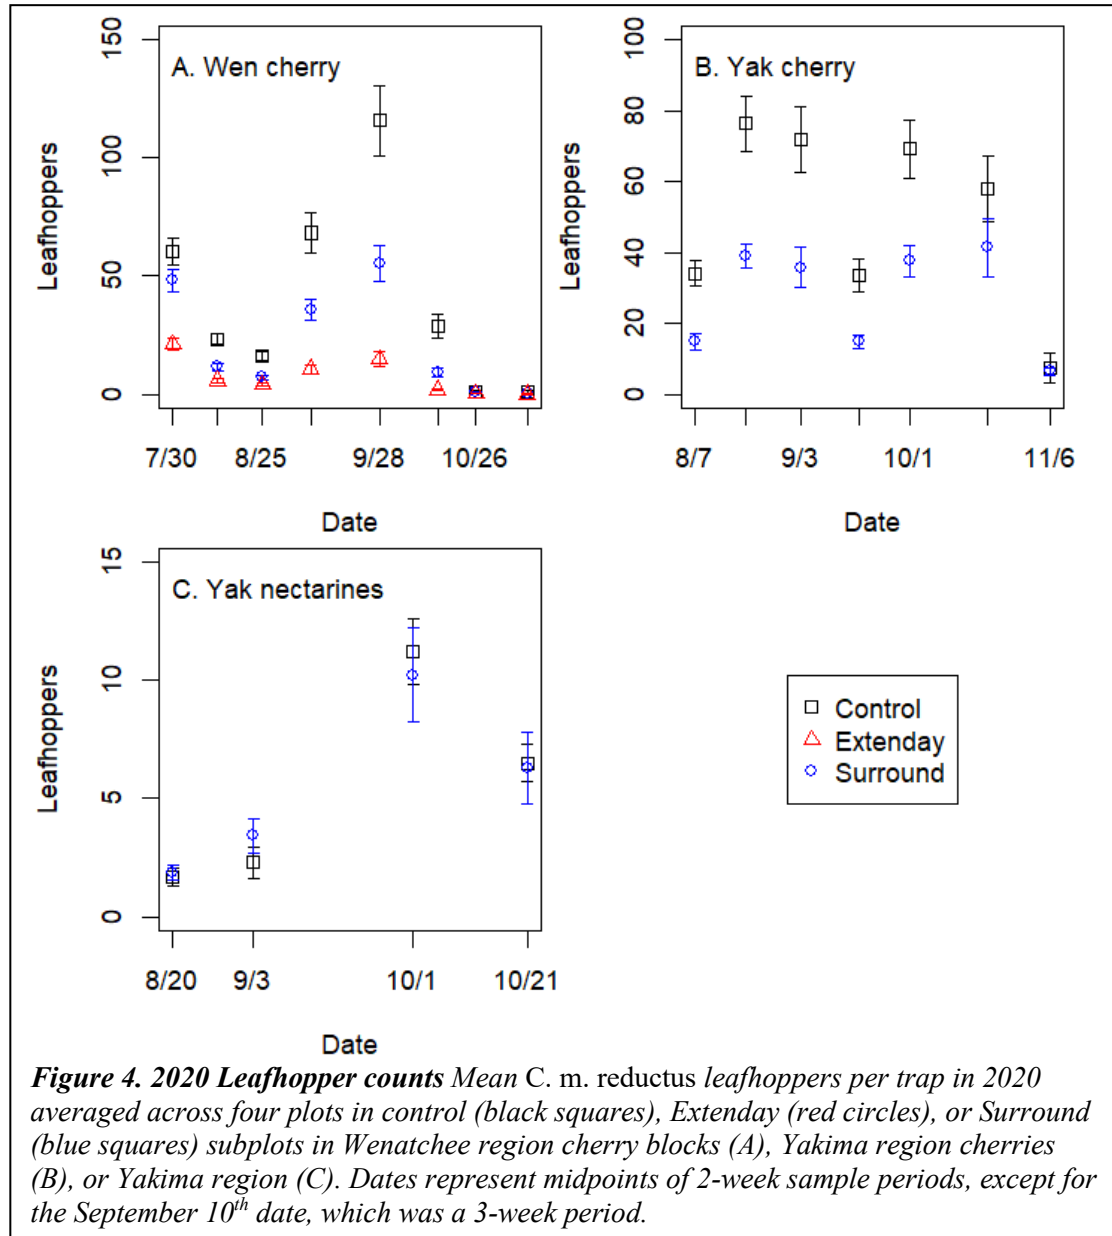 A. Wen cherry
Leafhoppers
150
100
50
0
7/30 8/25 9/28 10/26
Date
B. Yak cherry
Leafhoppers
100
80
60
40
20
0
8/7 9/3 10/1 11/6
Date
C. Yak nectarines
Leafhoppers
15
10
5
0
8/20 9/3 10/1 10/21
Date
Control
Extenday
Surround
Figure 4. 2020 Leafhopper counts Mean C. m. reductus leafhoppers per trap in 2020
averaged across four plots in control (black squares), Extenday (red circles), or Surround
(blue squares) subplots in Wenatchee region cherry blocks (A), Yakima region cherries
(B), or Yakima region (C). Dates represent midpoints of 2-week sample periods, except for
the September 10th date, which was a 3-week period.